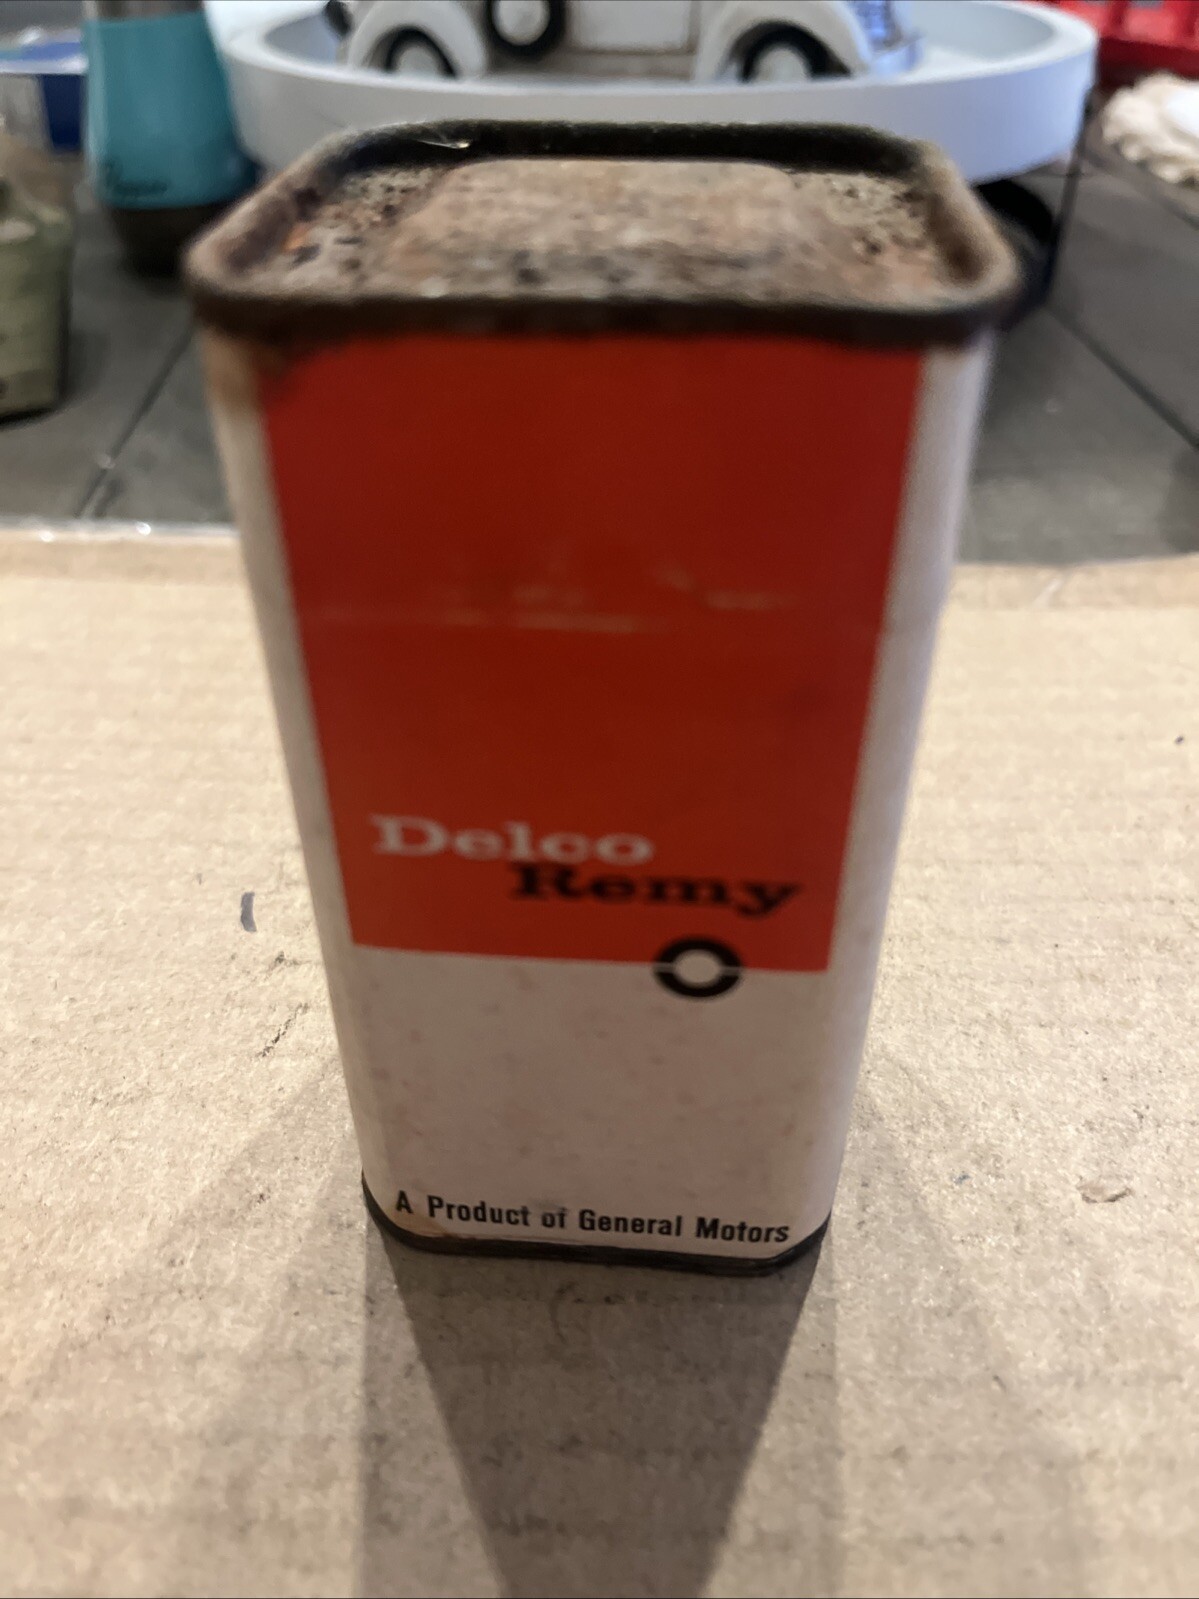 Delco
Remy
A Product of General Motors